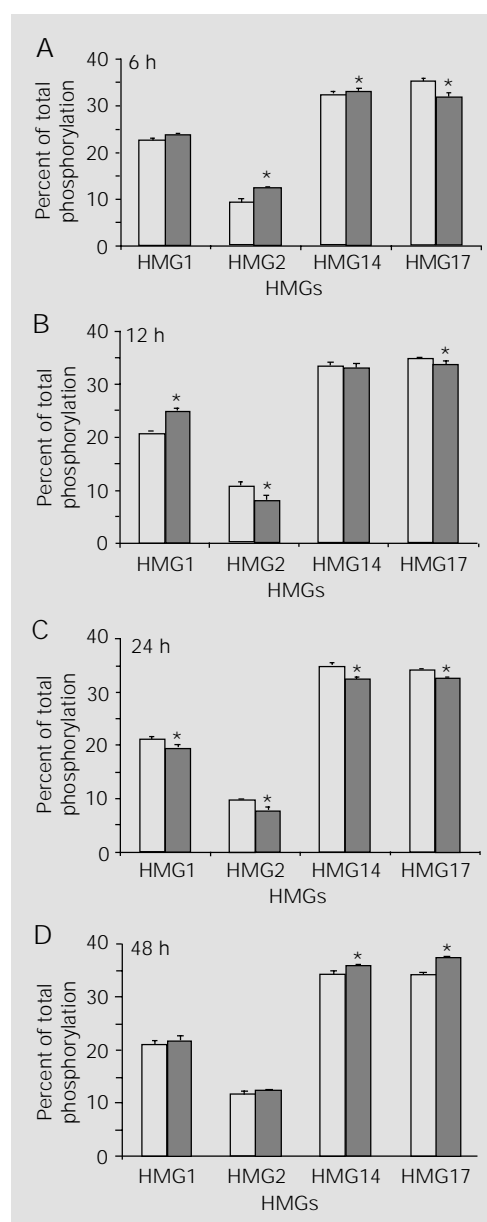 A
6 h
Percent of total
phosphorylation
40
30
20
10
0
*
*
*
HMG1 HMG2 HMG14 HMG17
HMGs
B
12 h
Percent of total
phosphorylation
40
30
20
10
0
*
*
*
HMG1 HMG2 HMG14 HMG17
HMGs
C
24 h
Percent of total
phosphorylation
40
30
20
10
0
*
*
*
*
HMG1 HMG2 HMG14 HMG17
HMGs
D
48 h
Percent of total
phosphorylation
40
30
20
10
0
*
*
HMG1 HMG2 HMG14 HMG17
HMGs